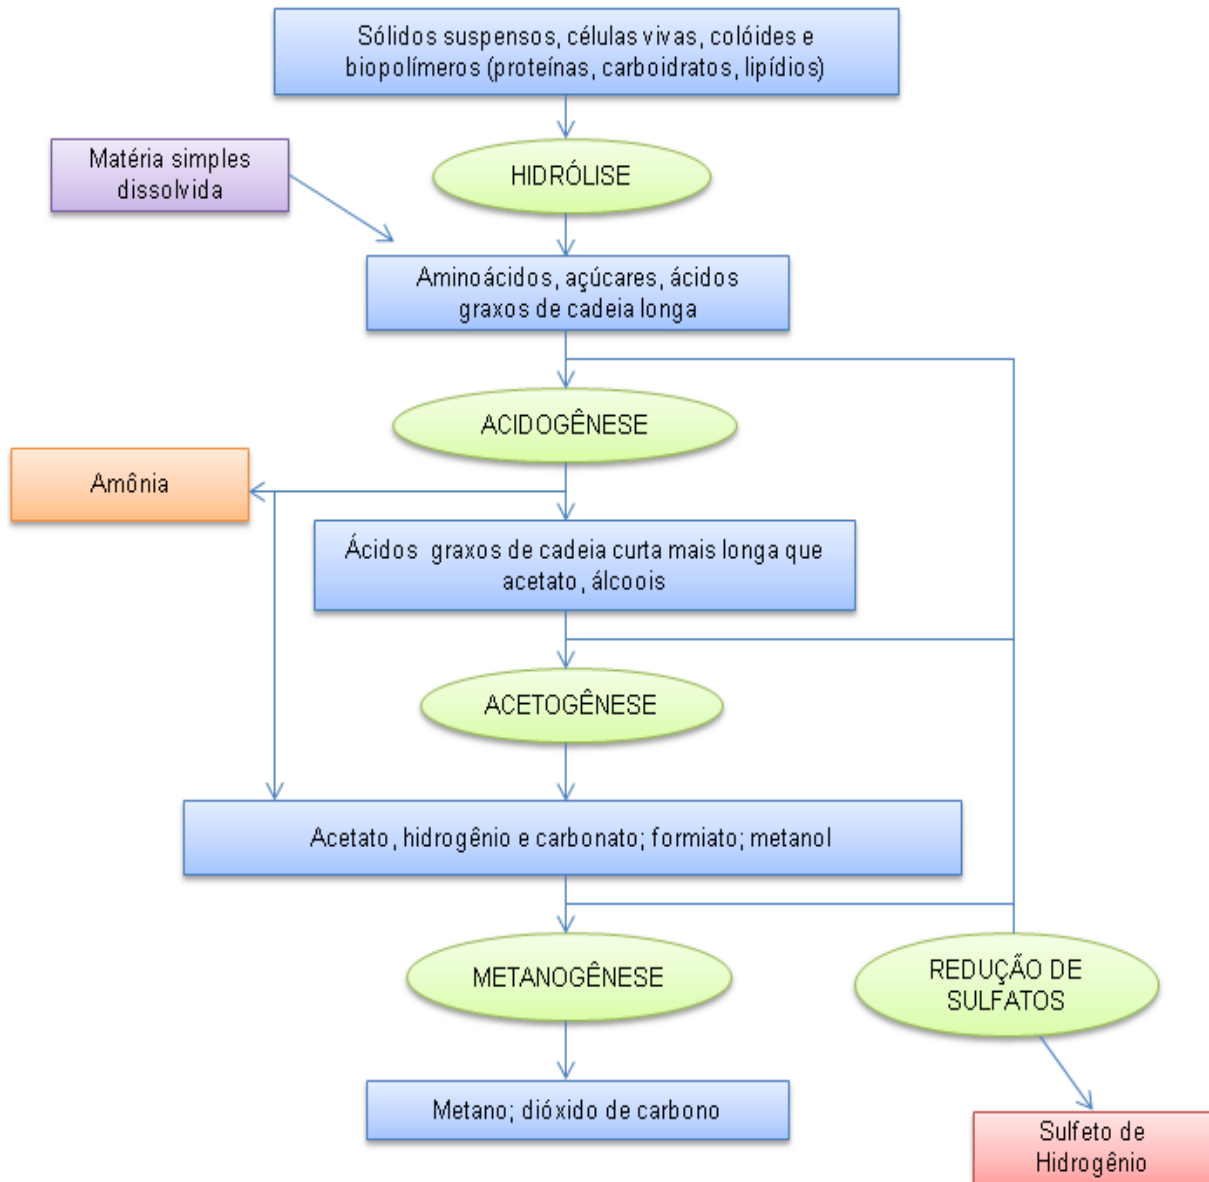 Sólidos suspensos, células vivas, colóides e
biopolímeros (proteínas, carboidratos, lipídios)
HIDRÓLISE
Matéria simples
dissolvida
Aminoácidos, açúcares, ácidos
graxos de cadeia longa
ACIDOGÊNESE
Amônia
Ácidos graxos de cadeia curta mais longa que
acetato, álcoois
ACETOGÊNESE
Acetato, hidrogênio e carbonato; formiato; metanol
METANOGÊNESE
REDUÇÃO DE
SULFATOS
Metano; dióxido de carbono
Sulfeto de
Hidrogênio